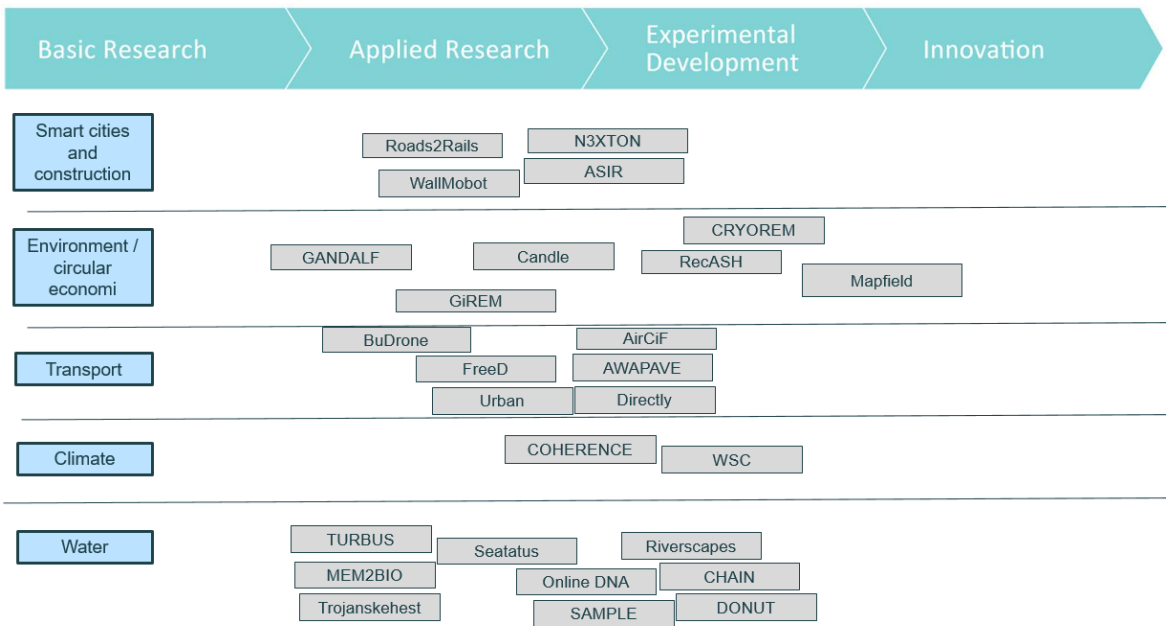 Basic Research
Applied Research
Experimental
Development
Innovation
Smart cities
and
construction
Roads2Rails
N3XTON
WallMobot
ASIR
Environment /
circular
economi
GANDALF
Candle
CRYOREM
RecASH
Mapfield
GiREM
Transport
BuDrone
AirCiF
FreeD
AWAPAVE
Urban
Directly
Climate
COHERENCE
WSC
Water
TURBUS
Seatatus
Riverscapes
MEM2BIO
Online DNA
CHAIN
Trojanskehest
SAMPLE
DONUT